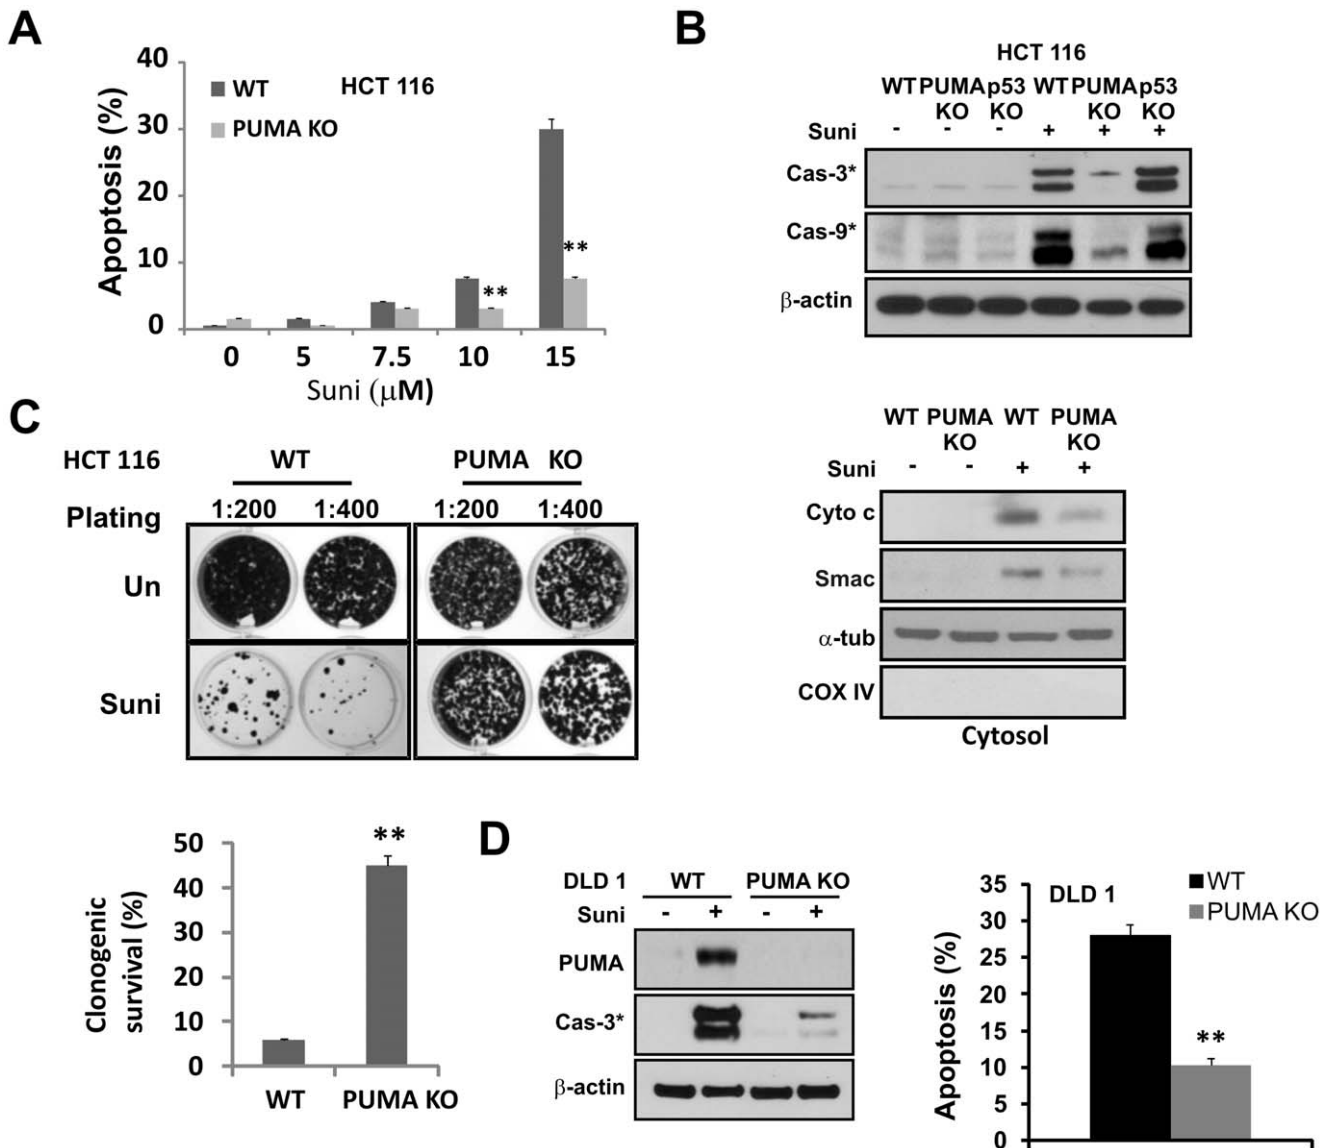 A
40
30
20
10
0
Apoptosis (%)
WT
PUMA KO
HCT 116
**
**
0 5 7.5 10 15
Suni (μM)
B
HCT 116
WT PUMA KO p53 KO WT PUMA KO p53 KO
Suni - - - + + +
Cas-3*
Cas-9*
β-actin
WT PUMA KO WT PUMA KO
Suni - - + +
Cyto c
Smac
α-tub
COX IV
Cytosol
C
HCT 116 WT PUMA KO
Plating 1:200 1:400 1:200 1:400
Un
Suni
Clonogenic
survival (%)
50
40
30
20
10
0
**
WT PUMA KO
D
DLD 1 WT PUMA KO
Suni - + - +
PUMA
Cas-3*
β-actin
Apoptosis (%)
35
30
25
20
15
10
5
0
DLD 1
WT
PUMA KO
**